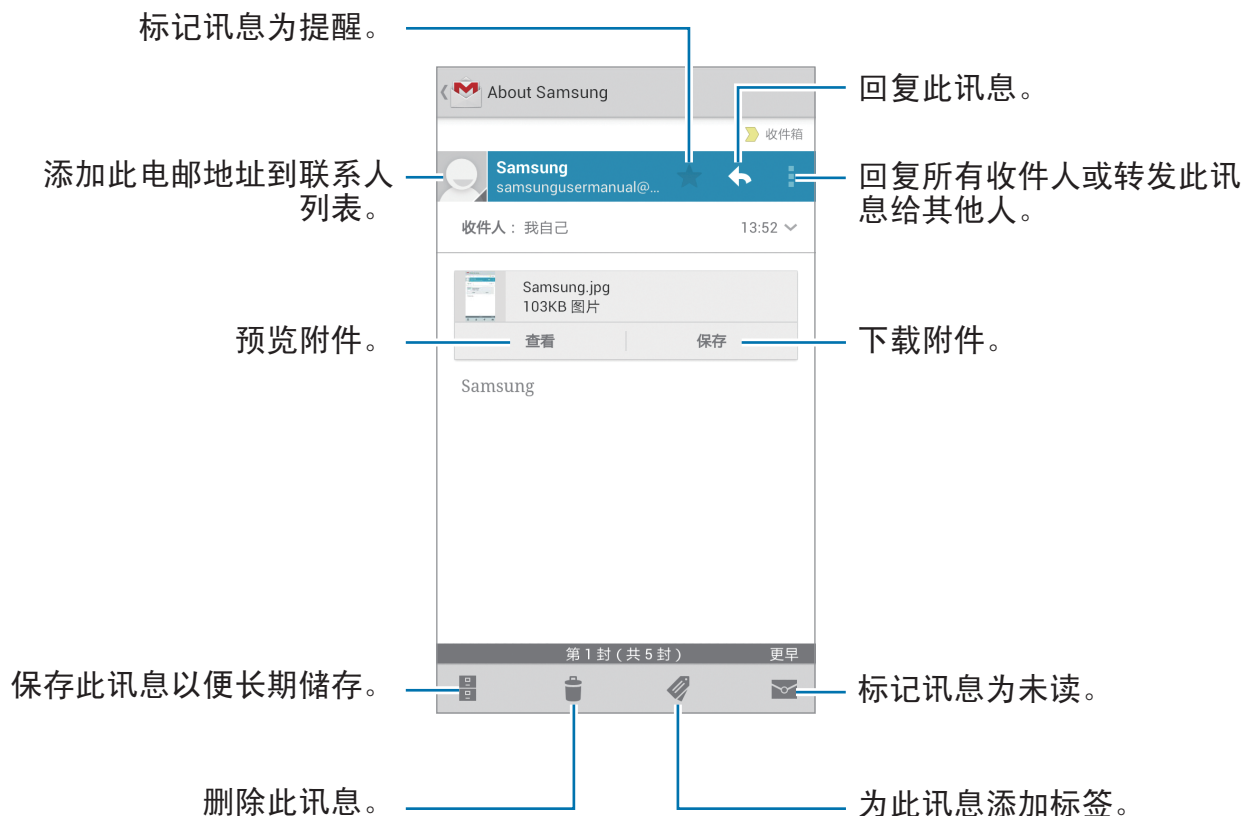 标记讯息为提醒。
About Samsung
回复此讯息。
收件箱
添加此电邮地址到联系人
列表。
Samsung
samsungusermanual@...
回复所有收件人或转发此讯
息给其他人。
收件人： 我自己
13:52
Samsung.jpg
103KB 图片
预览附件。
查看
保存
下载附件。
Samsung
第 1 封 ( 共 5 封 )
更早
保存此讯息以便长期储存。
标记讯息为未读。
删除此讯息。
为此讯息添加标签。